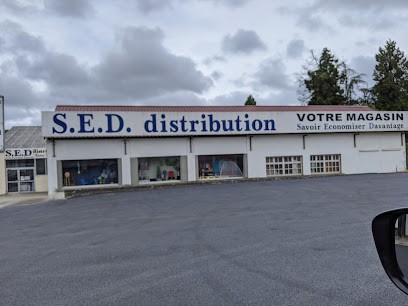 S.E.D. distribution
VOTRE MAGASIN
Savoir Economiser Davantage
S.E.D